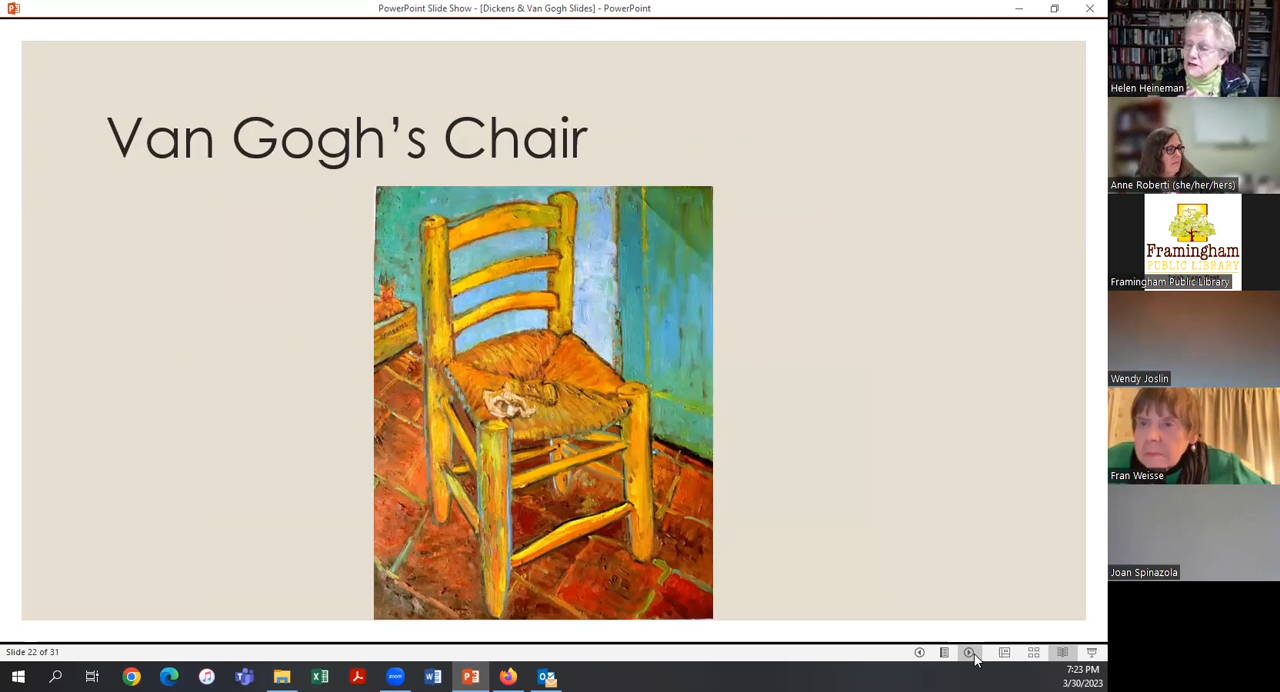 PowerPoint Slide Show - [Dickens & Van Gogh Slides] - PowerPoint
Van Gogh's Chair
Helen Heineman
Anne Roberti (she/her/hers)
Framingham
PUBLIC LIBRARY
Framingham Public Library
Wendy Joslin
Fran Weisse
Joan Spinazola
Slide 22 of 31
zoom
7:23 PM
3/30/2023